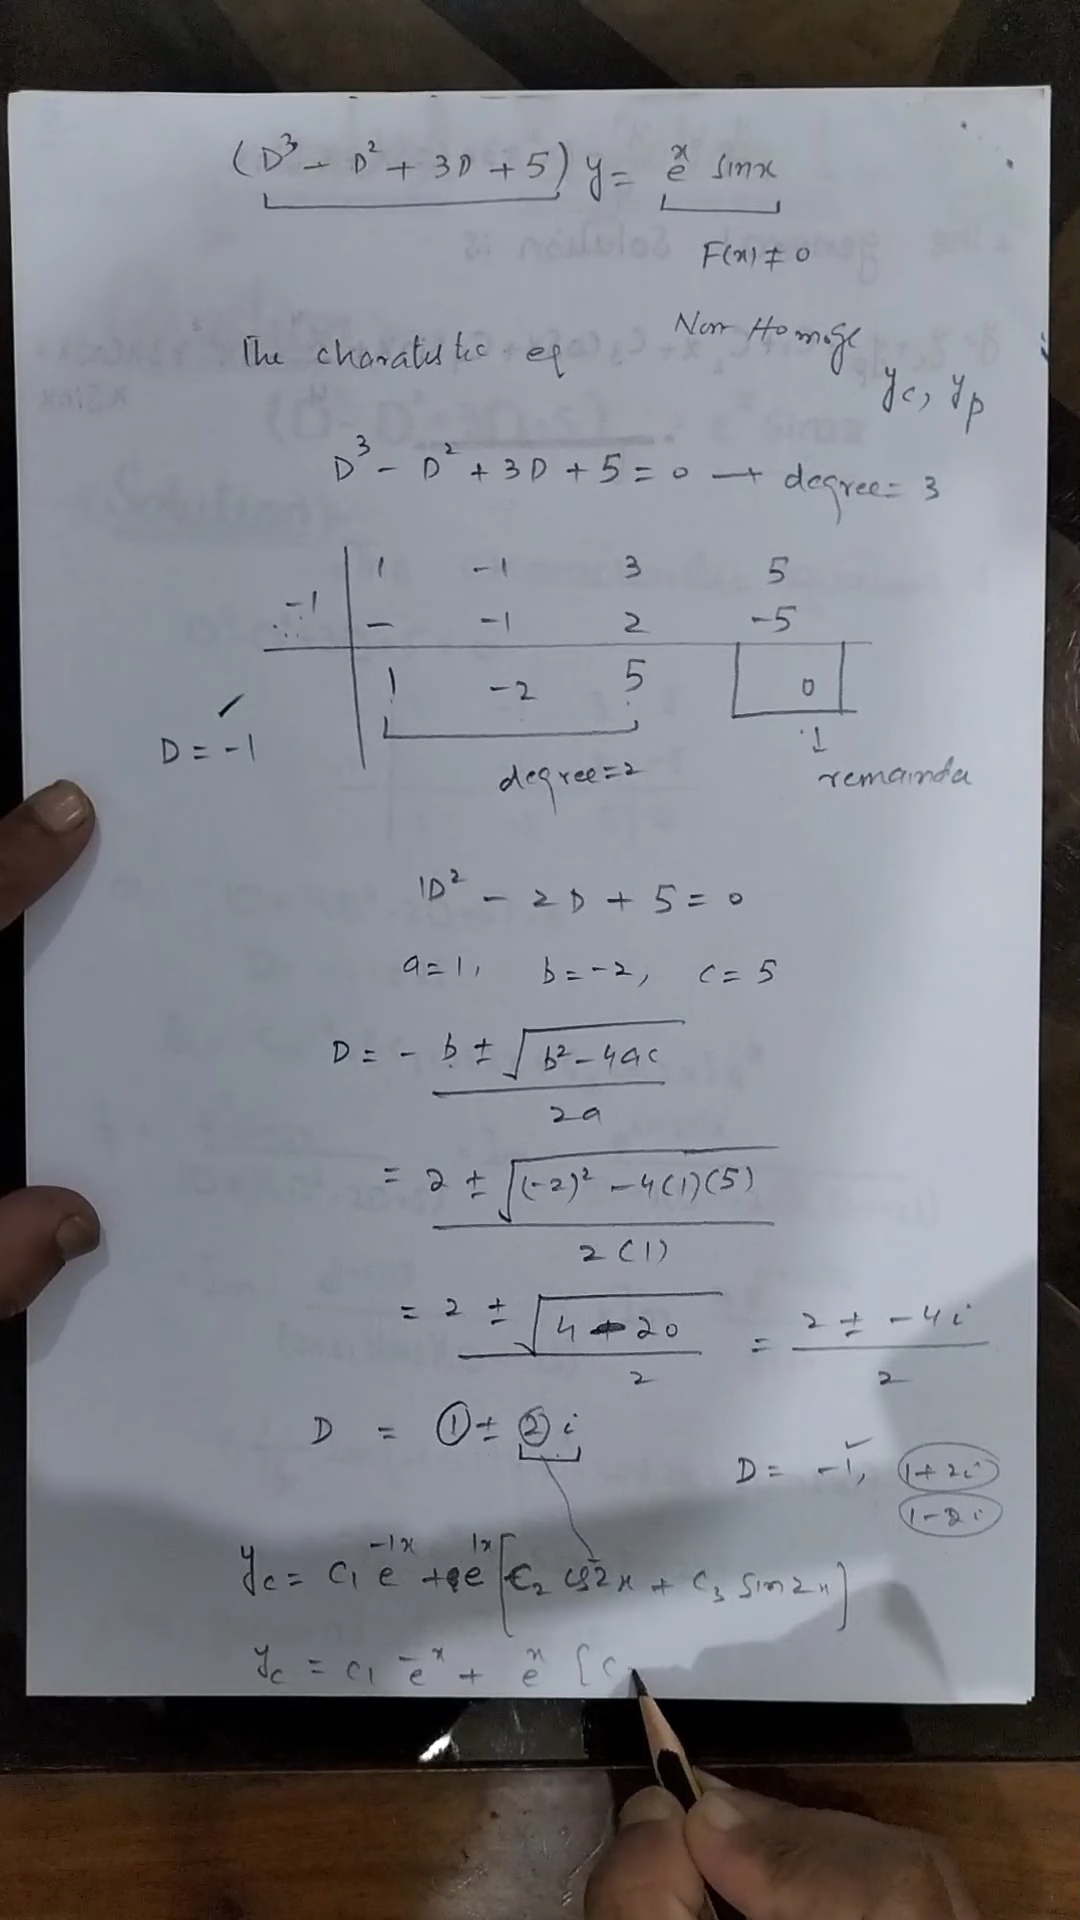 (D³ - D² + 3D + 5) y = eˣ sinx
F(x) ≠ 0
Non Homoge
The charatistic eq
yc, yp
D³ - D² + 3D + 5 = 0 → degree = 3
-1 | 1 -1 3 5
— -1 2 -5
1 -2 5 0
D = -1
degree = 2
remainda
1D² - 2D + 5 = 0
a = 1, b = -2, c = 5
D = -b ± √(b² - 4ac) / 2a
= 2 ± √((-2)² - 4(1)(5)) / 2(1)
= 2 ± √(4 - 20) / 2 = 2 ± -4i / 2
D = 1 ± 2i
D = -1, 1+2i
1-2i
yc = c₁ e⁻¹ˣ + e¹ˣ [c₂ cos2x + c₃ sin2x]
yc = c₁ e⁻ˣ + eˣ [c